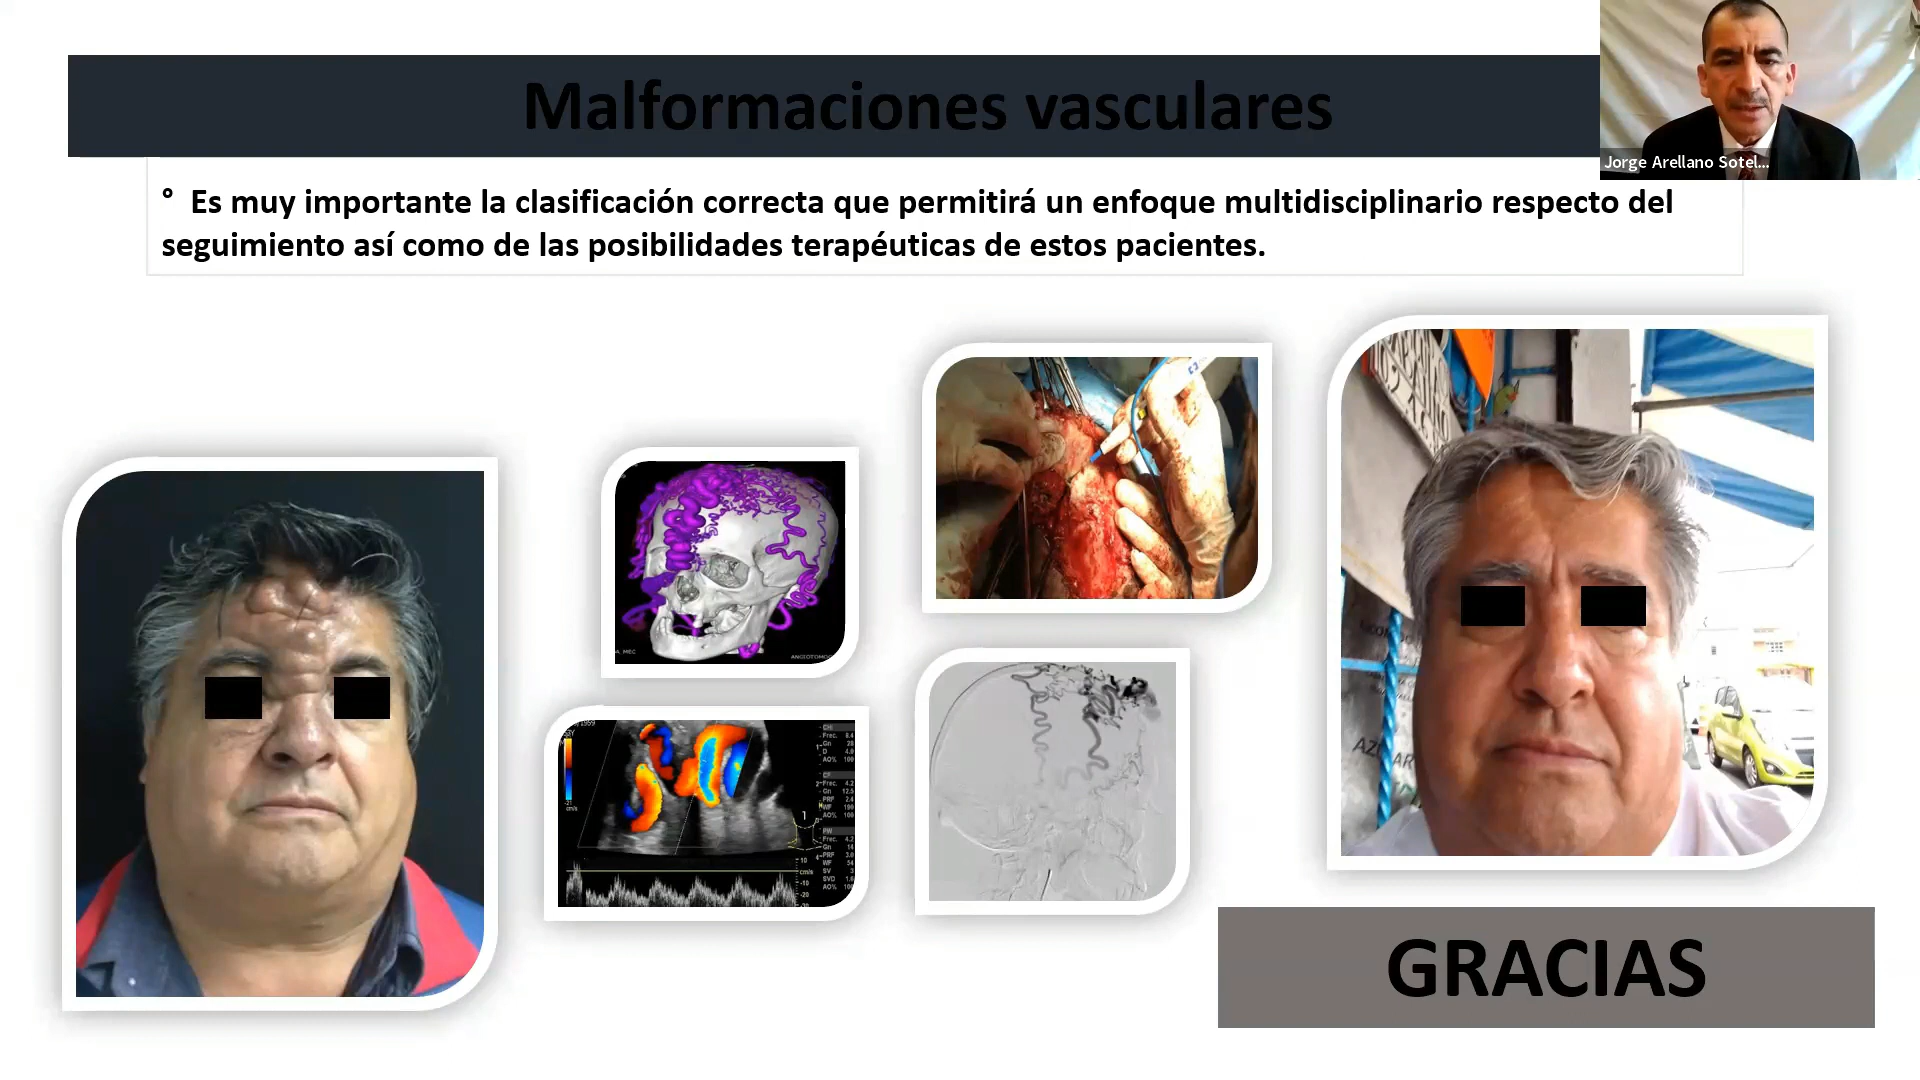 Malformaciones vasculares
Jorge Arellano Sotel...
° Es muy importante la clasificación correcta que permitirá un enfoque multidisciplinario respecto del
seguimiento así como de las posibilidades terapéuticas de estos pacientes.
GRACIAS